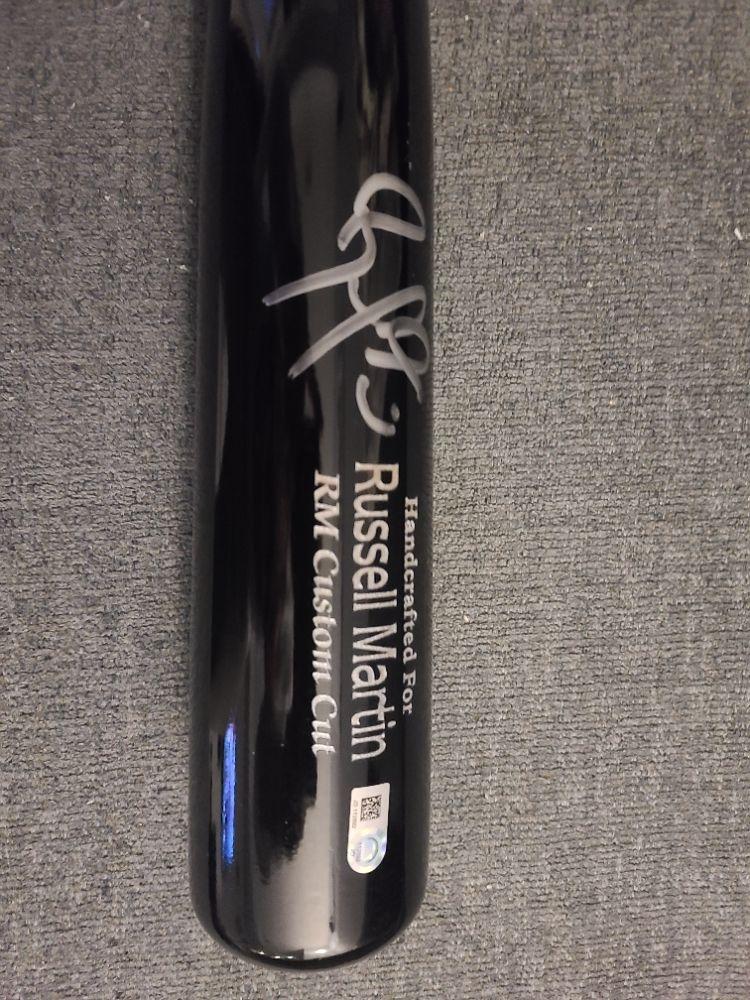 Handcrafted For
Russell Martin
RM Custom Cut